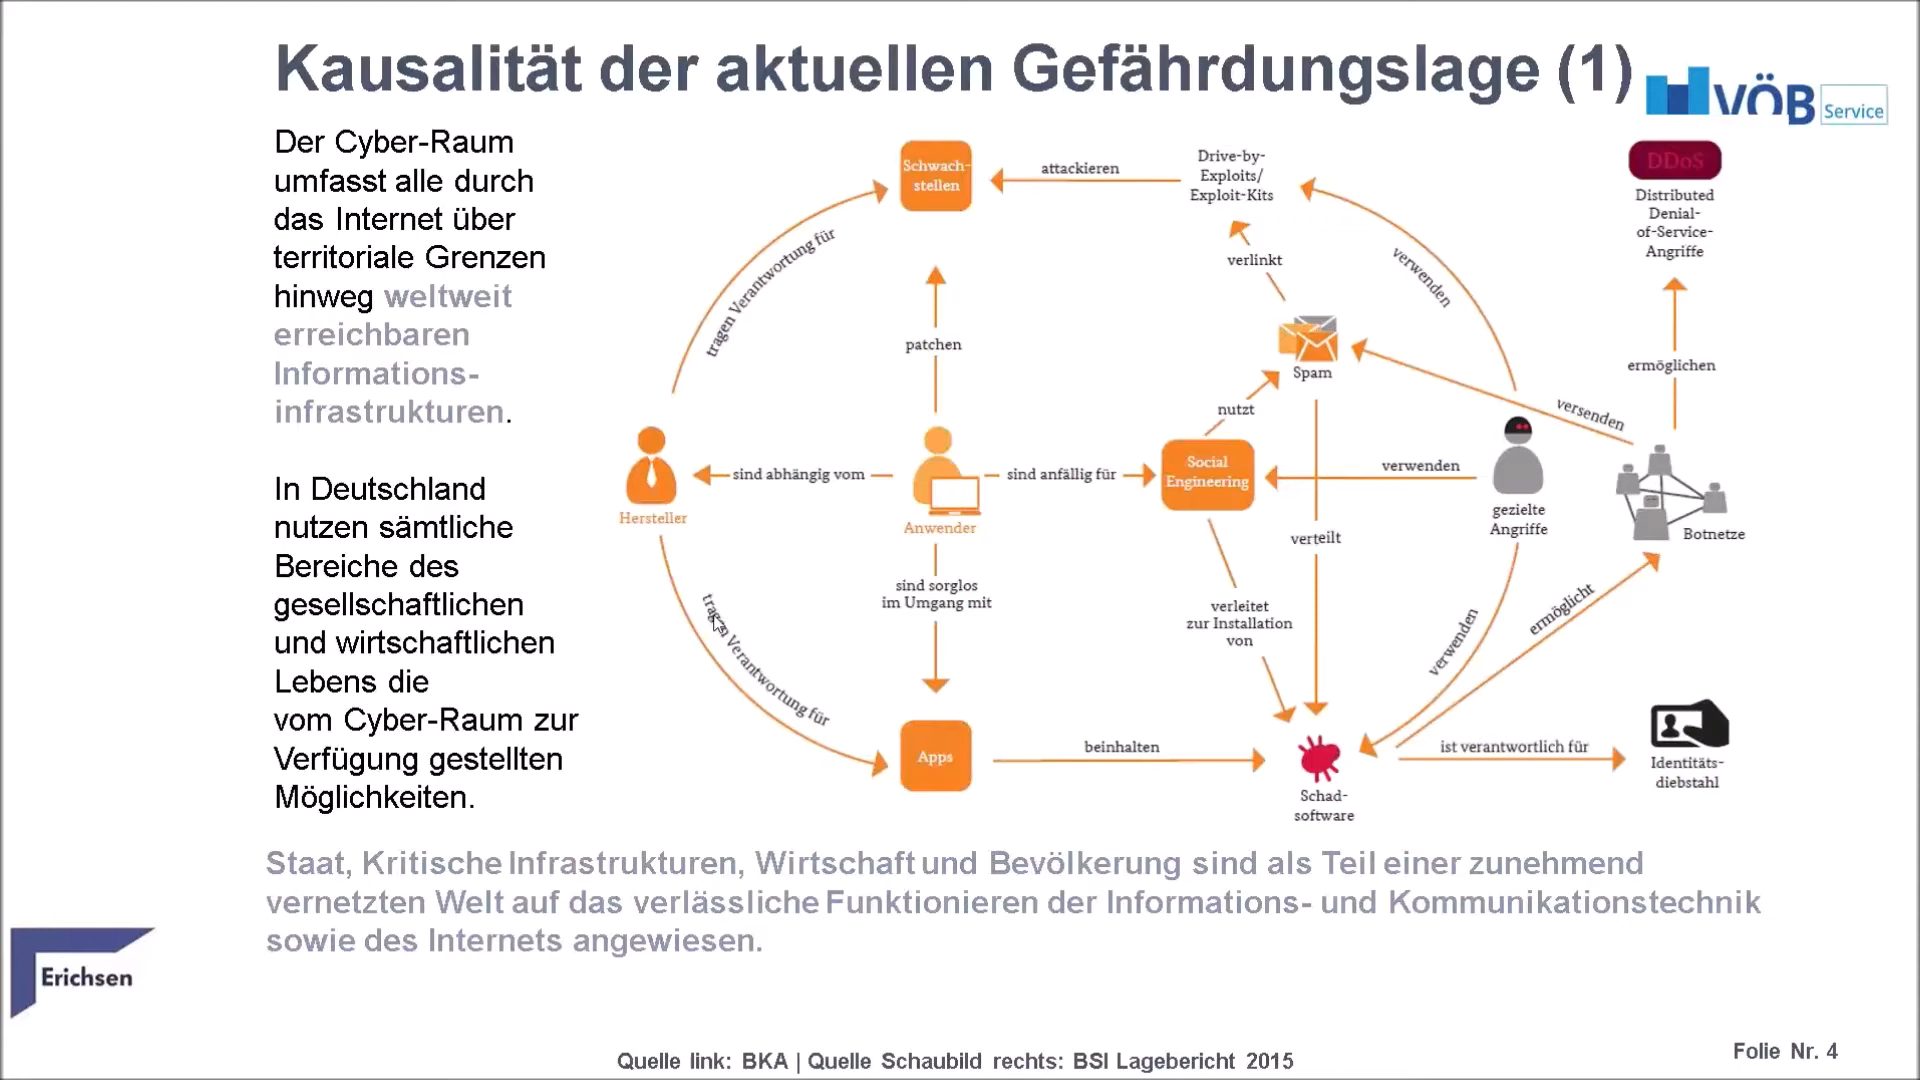 Kausalität der aktuellen Gefährdungslage (1)
VÖB
Service
Der Cyber-Raum
umfasst alle durch
das Internet über
territoriale Grenzen
hinweg weltweit
erreichbaren
Informations-
infrastrukturen.
In Deutschland
nutzen sämtliche
Bereiche des
gesellschaftlichen
und wirtschaftlichen
Lebens die
vom Cyber-Raum zur
Verfügung gestellten
Möglichkeiten.
Schwach-
stellen
attackieren
Drive-by-
Exploits/
Exploit-Kits
DDoS
Distributed
Denial-
of-Service-
Angriffe
tragen Verantwortung für
verlinkt
verwenden
patchen
Spam
ermöglichen
nutzt
versenden
Hersteller
sind abhängig vom
Anwender
sind anfällig für
Social
Engineering
verwenden
gezielte
Angriffe
Botnetze
verteilt
sind sorglos
im Umgang mit
verleitet
zur Installation
von
verwenden
ermöglicht
tragen Verantwortung für
Apps
beinhalten
Schad-
software
ist verantwortlich für
Identitäts-
diebstahl
Staat, Kritische Infrastrukturen, Wirtschaft und Bevölkerung sind als Teil einer zunehmend
vernetzten Welt auf das verlässliche Funktionieren der Informations- und Kommunikationstechnik
sowie des Internets angewiesen.
Erichsen
Quelle link: BKA | Quelle Schaubild rechts: BSI Lagebericht 2015
Folie Nr. 4